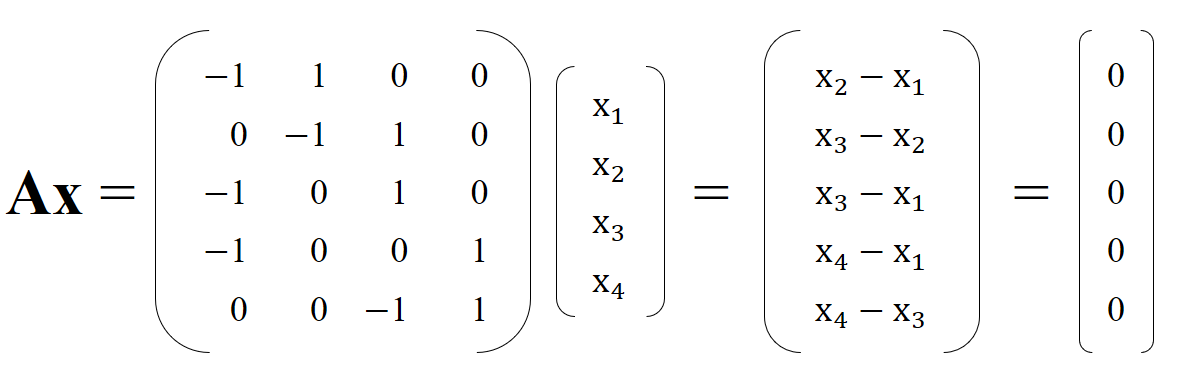 −1 1 0 0 x₂ − x₁ 0
0 −1 1 0 x₁ x₃ − x₂ 0
Ax = −1 0 1 0 x₂ = x₃ − x₁ = 0
−1 0 0 1 x₃ x₄ − x₁ 0
0 0 −1 1 x₄ x₄ − x₃ 0